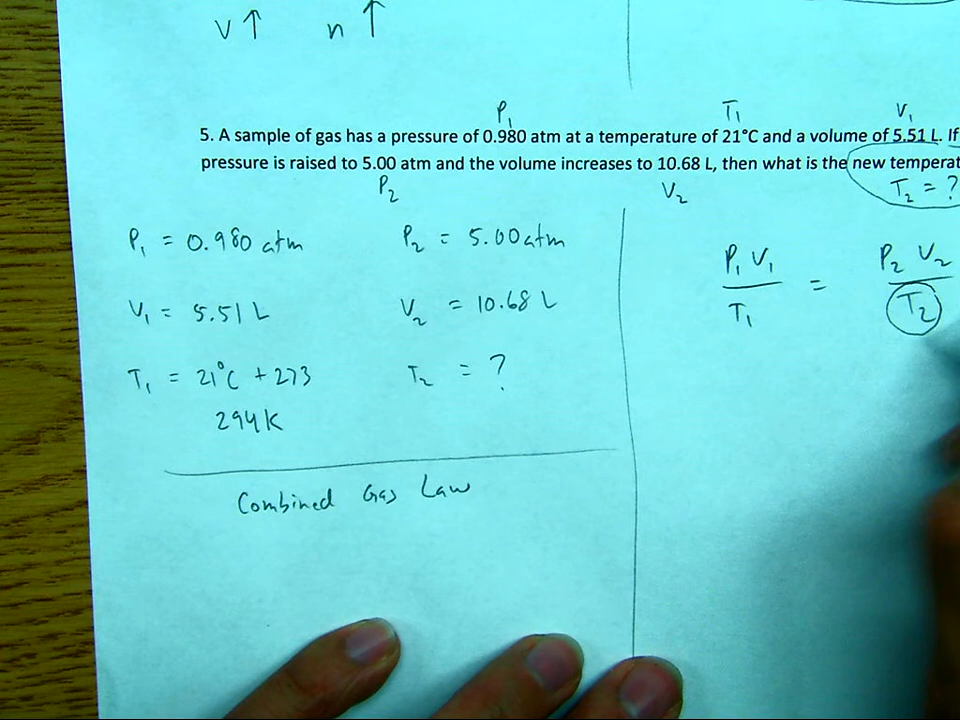 V↑ n↑
P₁ T₁ V₁
5. A sample of gas has a pressure of 0.980 atm at a temperature of 21°C and a volume of 5.51 L. If
pressure is raised to 5.00 atm and the volume increases to 10.68 L, then what is the new temperat
P₂ V₂ T₂ = ?
P₁ = 0.980 atm P₂ = 5.00 atm
V₁ = 5.51 L V₂ = 10.68 L
T₁ = 21°C + 273 T₂ = ?
294K
Combined Gas Law
P₁ V₁ = P₂ V₂
T₁ T₂